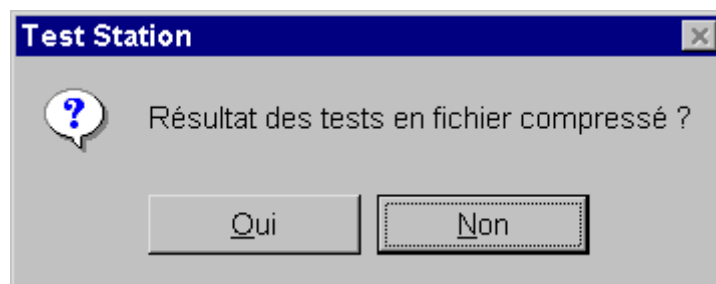 Test Station
Résultat des tests en fichier compressé ?
Oui
Non